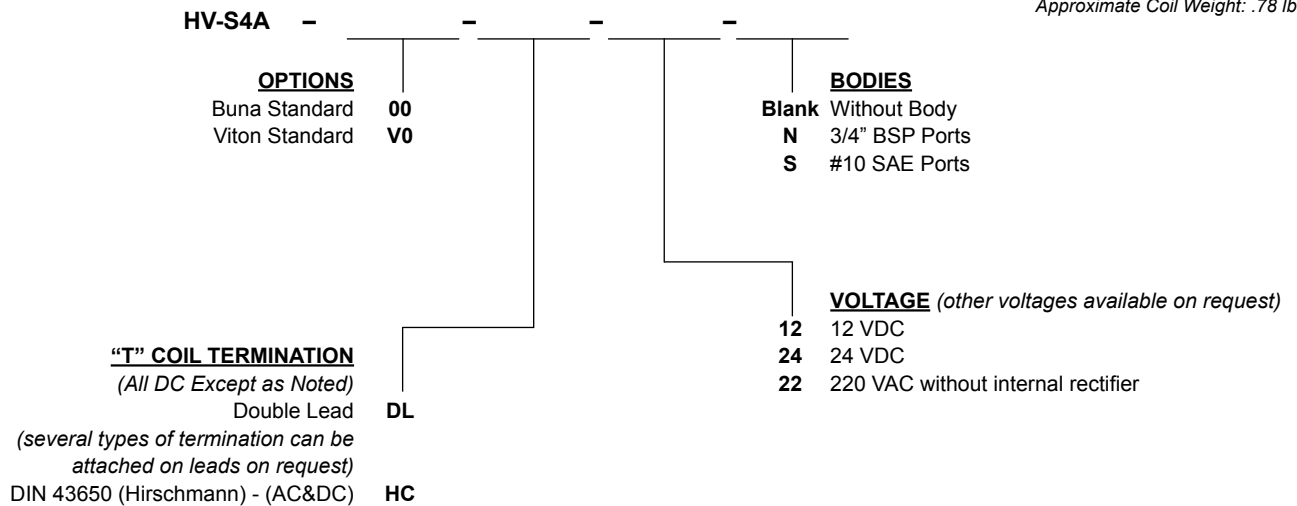 Approximate Coil Weight: .78 lb
HV-S4A – – – –
OPTIONS
Buna Standard 00
Viton Standard V0
BODIES
Blank Without Body
N 3/4” BSP Ports
S #10 SAE Ports
VOLTAGE (other voltages available on request)
12 12 VDC
24 24 VDC
22 220 VAC without internal rectifier
“T” COIL TERMINATION
(All DC Except as Noted)
Double Lead DL
(several types of termination can be
attached on leads on request)
DIN 43650 (Hirschmann) - (AC&DC) HC